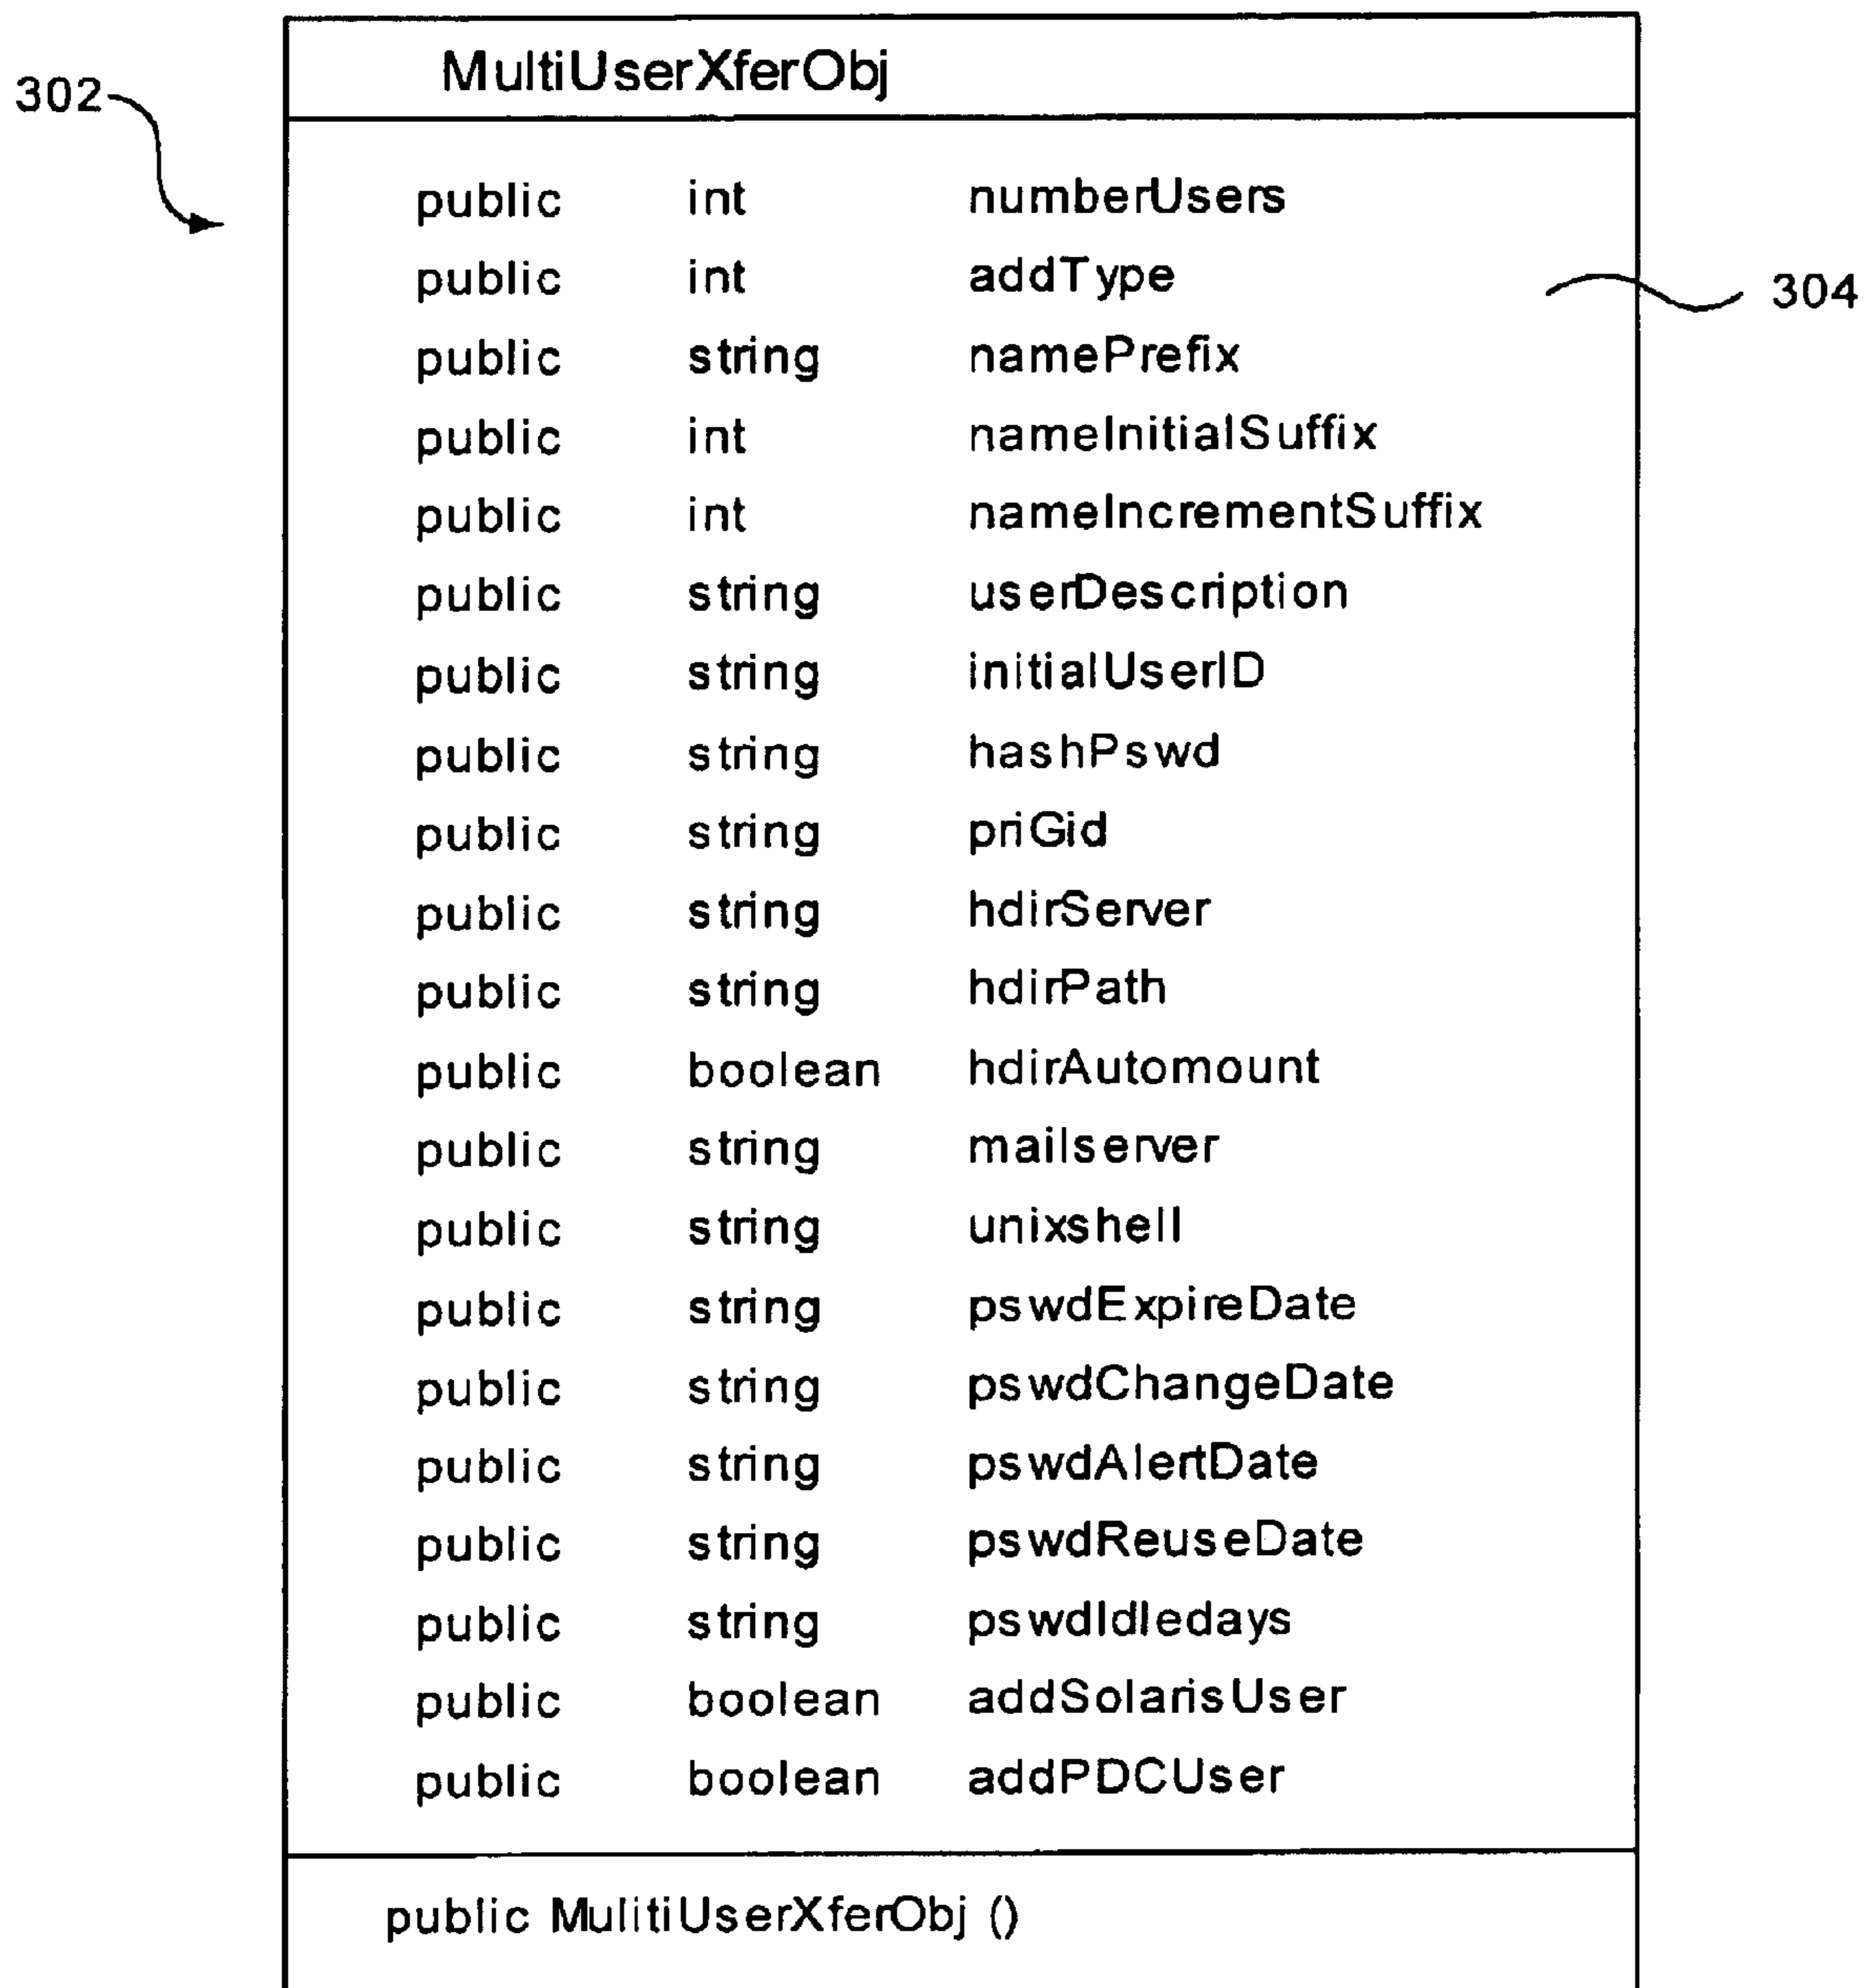 MultiUserXferObj
302
public int numberUsers
public int addType
304
public string namePrefix
public int nameInitialSuffix
public int nameIncrementSuffix
public string userDescription
public string initialUserID
public string hashPswd
public string priGid
public string hdirServer
public string hdirPath
public boolean hdirAutomount
public string mailserver
public string unixshell
public string pswdExpireDate
public string pswdChangeDate
public string pswdAlertDate
public string pswdReuseDate
public string pswdIdledays
public boolean addSolarisUser
public boolean addPDCUser
public MulitiUserXferObj ()